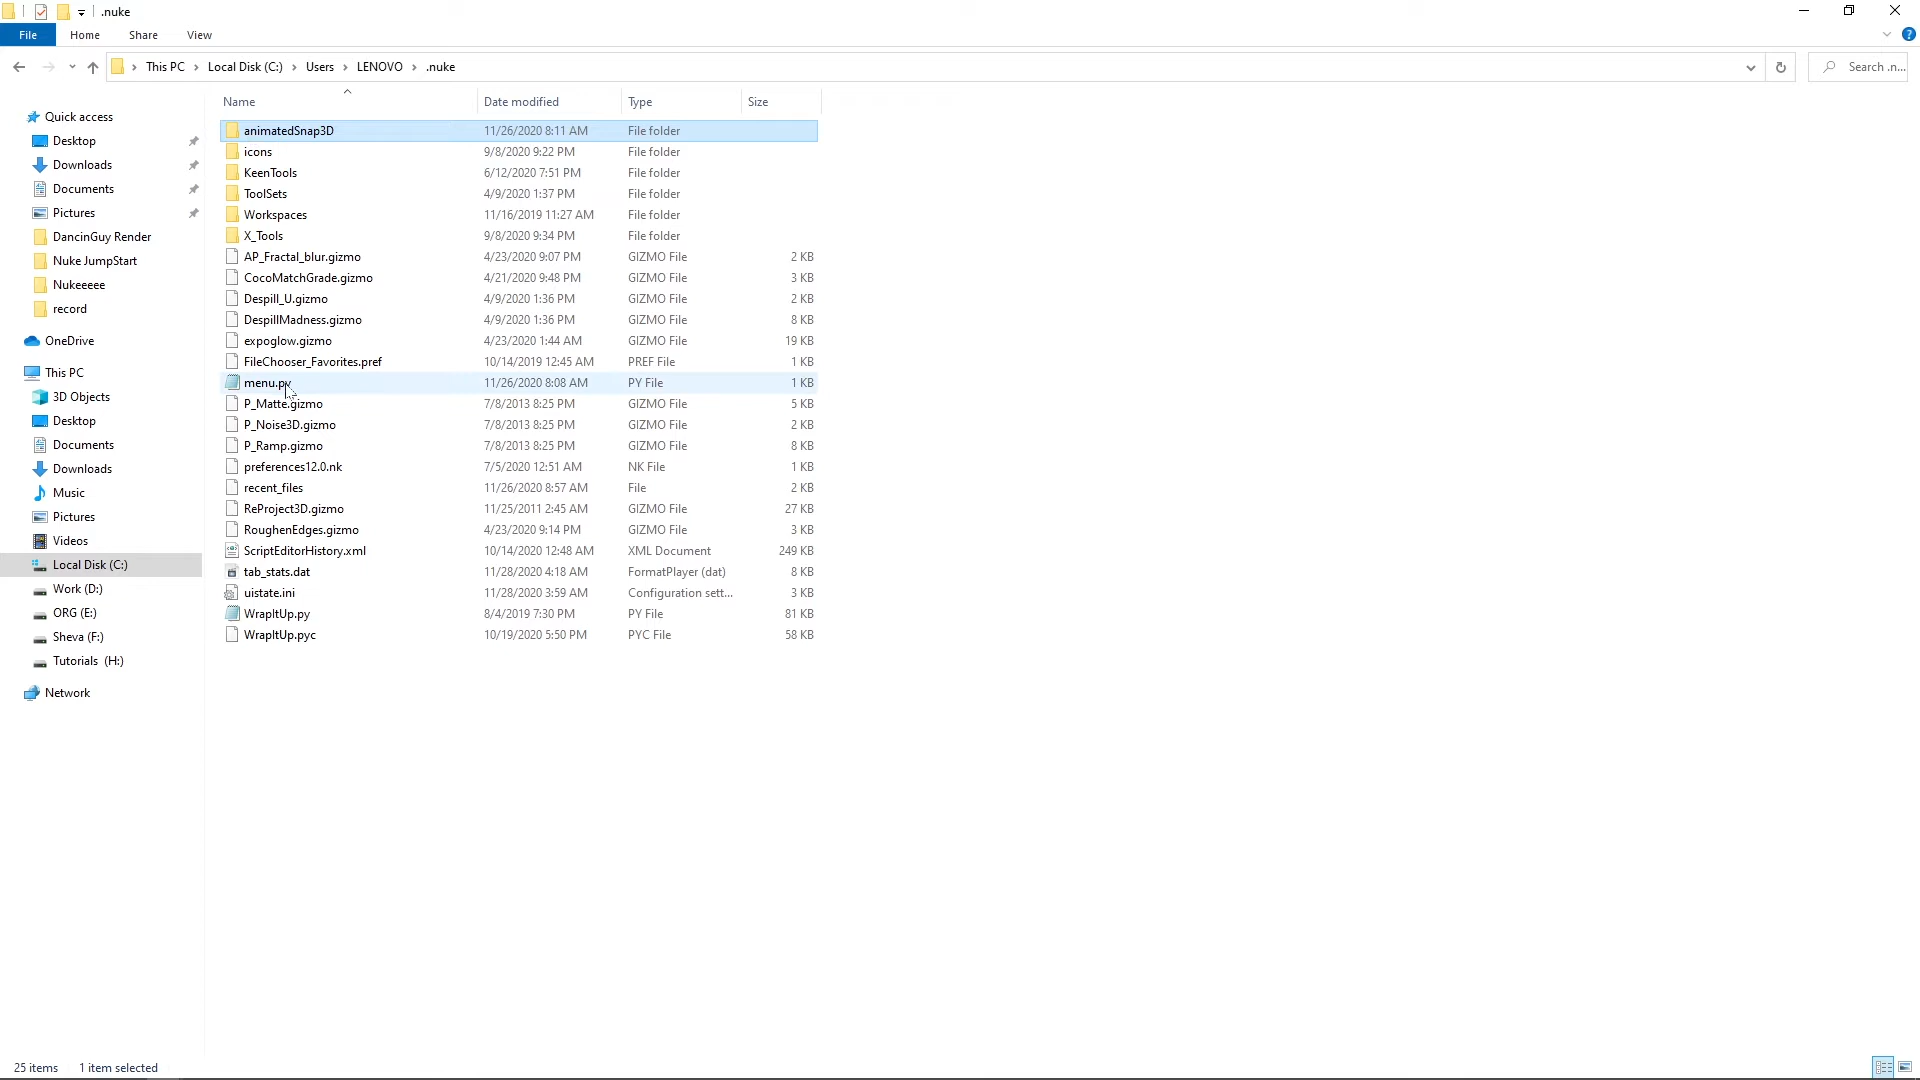 .nuke
File Home Share View
This PC Local Disk (C:) Users LENOVO .nuke Search .n...
Name Date modified Type Size
Quick access
Desktop
Downloads
Documents
Pictures
DancinGuy Render
Nuke JumpStart
Nukeeeee
record
OneDrive
This PC
3D Objects
Desktop
Documents
Downloads
Music
Pictures
Videos
Local Disk (C:)
Work (D:)
ORG (E:)
Sheva (F:)
Tutorials (H:)
Network
animatedSnap3D 11/26/2020 8:11 AM File folder
icons 9/8/2020 9:22 PM File folder
KeenTools 6/12/2020 7:51 PM File folder
ToolSets 4/9/2020 1:37 PM File folder
Workspaces 11/16/2019 11:27 AM File folder
X_Tools 9/8/2020 9:34 PM File folder
AP_Fractal_blur.gizmo 4/23/2020 9:07 PM GIZMO File 2 KB
CocoMatchGrade.gizmo 4/21/2020 9:48 PM GIZMO File 3 KB
Despill_U.gizmo 4/9/2020 1:36 PM GIZMO File 2 KB
DespillMadness.gizmo 4/9/2020 1:36 PM GIZMO File 8 KB
expoglow.gizmo 4/23/2020 1:44 AM GIZMO File 19 KB
FileChooser_Favorites.pref 10/14/2019 12:45 AM PREF File 1 KB
menu.py 11/26/2020 8:08 AM PY File 1 KB
P_Matte.gizmo 7/8/2013 8:25 PM GIZMO File 5 KB
P_Noise3D.gizmo 7/8/2013 8:25 PM GIZMO File 2 KB
P_Ramp.gizmo 7/8/2013 8:25 PM GIZMO File 8 KB
preferences12.0.nk 7/5/2020 12:51 AM NK File 1 KB
recent_files 11/26/2020 8:57 AM File 2 KB
ReProject3D.gizmo 11/25/2011 2:45 AM GIZMO File 27 KB
RoughenEdges.gizmo 4/23/2020 9:14 PM GIZMO File 3 KB
ScriptEditorHistory.xml 10/14/2020 12:48 AM XML Document 249 KB
tab_stats.dat 11/28/2020 4:18 AM FormatPlayer (dat) 8 KB
uistate.ini 11/28/2020 3:59 AM Configuration sett... 3 KB
WrapItUp.py 8/4/2019 7:30 PM PY File 81 KB
WrapItUp.pyc 10/19/2020 5:50 PM PYC File 58 KB
25 items 1 item selected